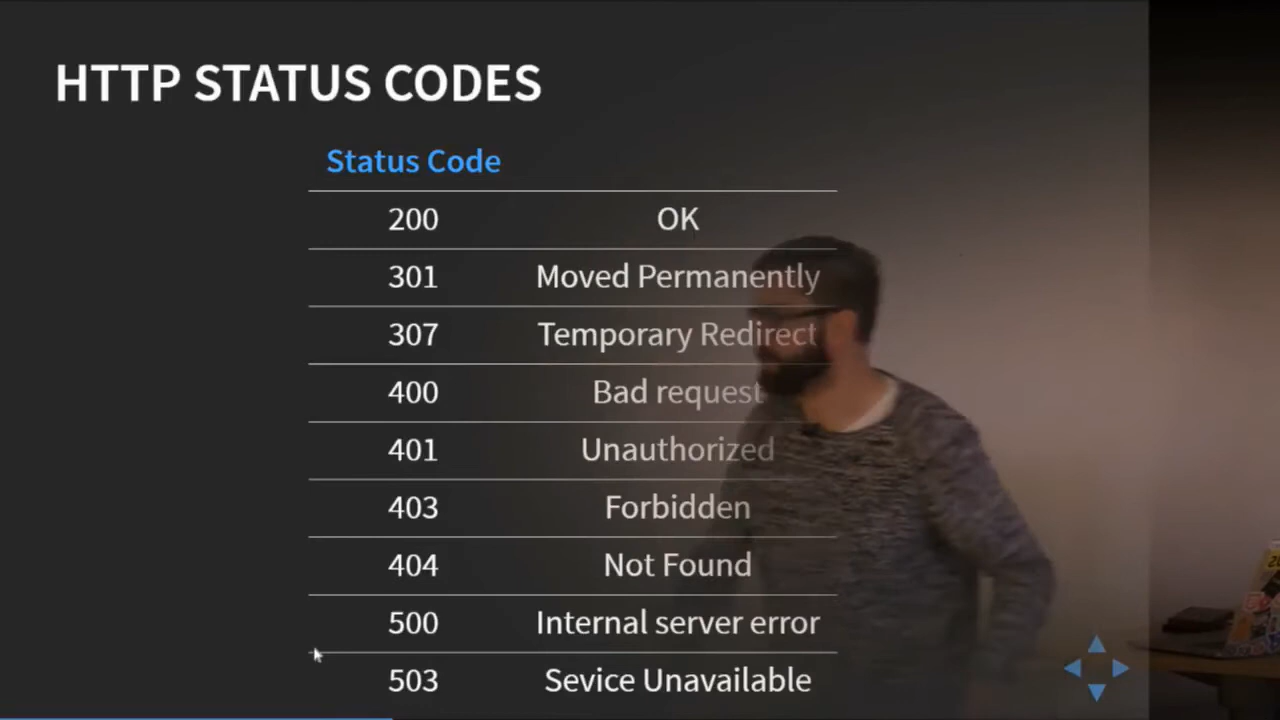 HTTP STATUS CODES
Status Code
200 OK
301 Moved Permanently
307 Temporary Redirect
400 Bad request
401 Unauthorized
403 Forbidden
404 Not Found
500 Internal server error
503 Sevice Unavailable